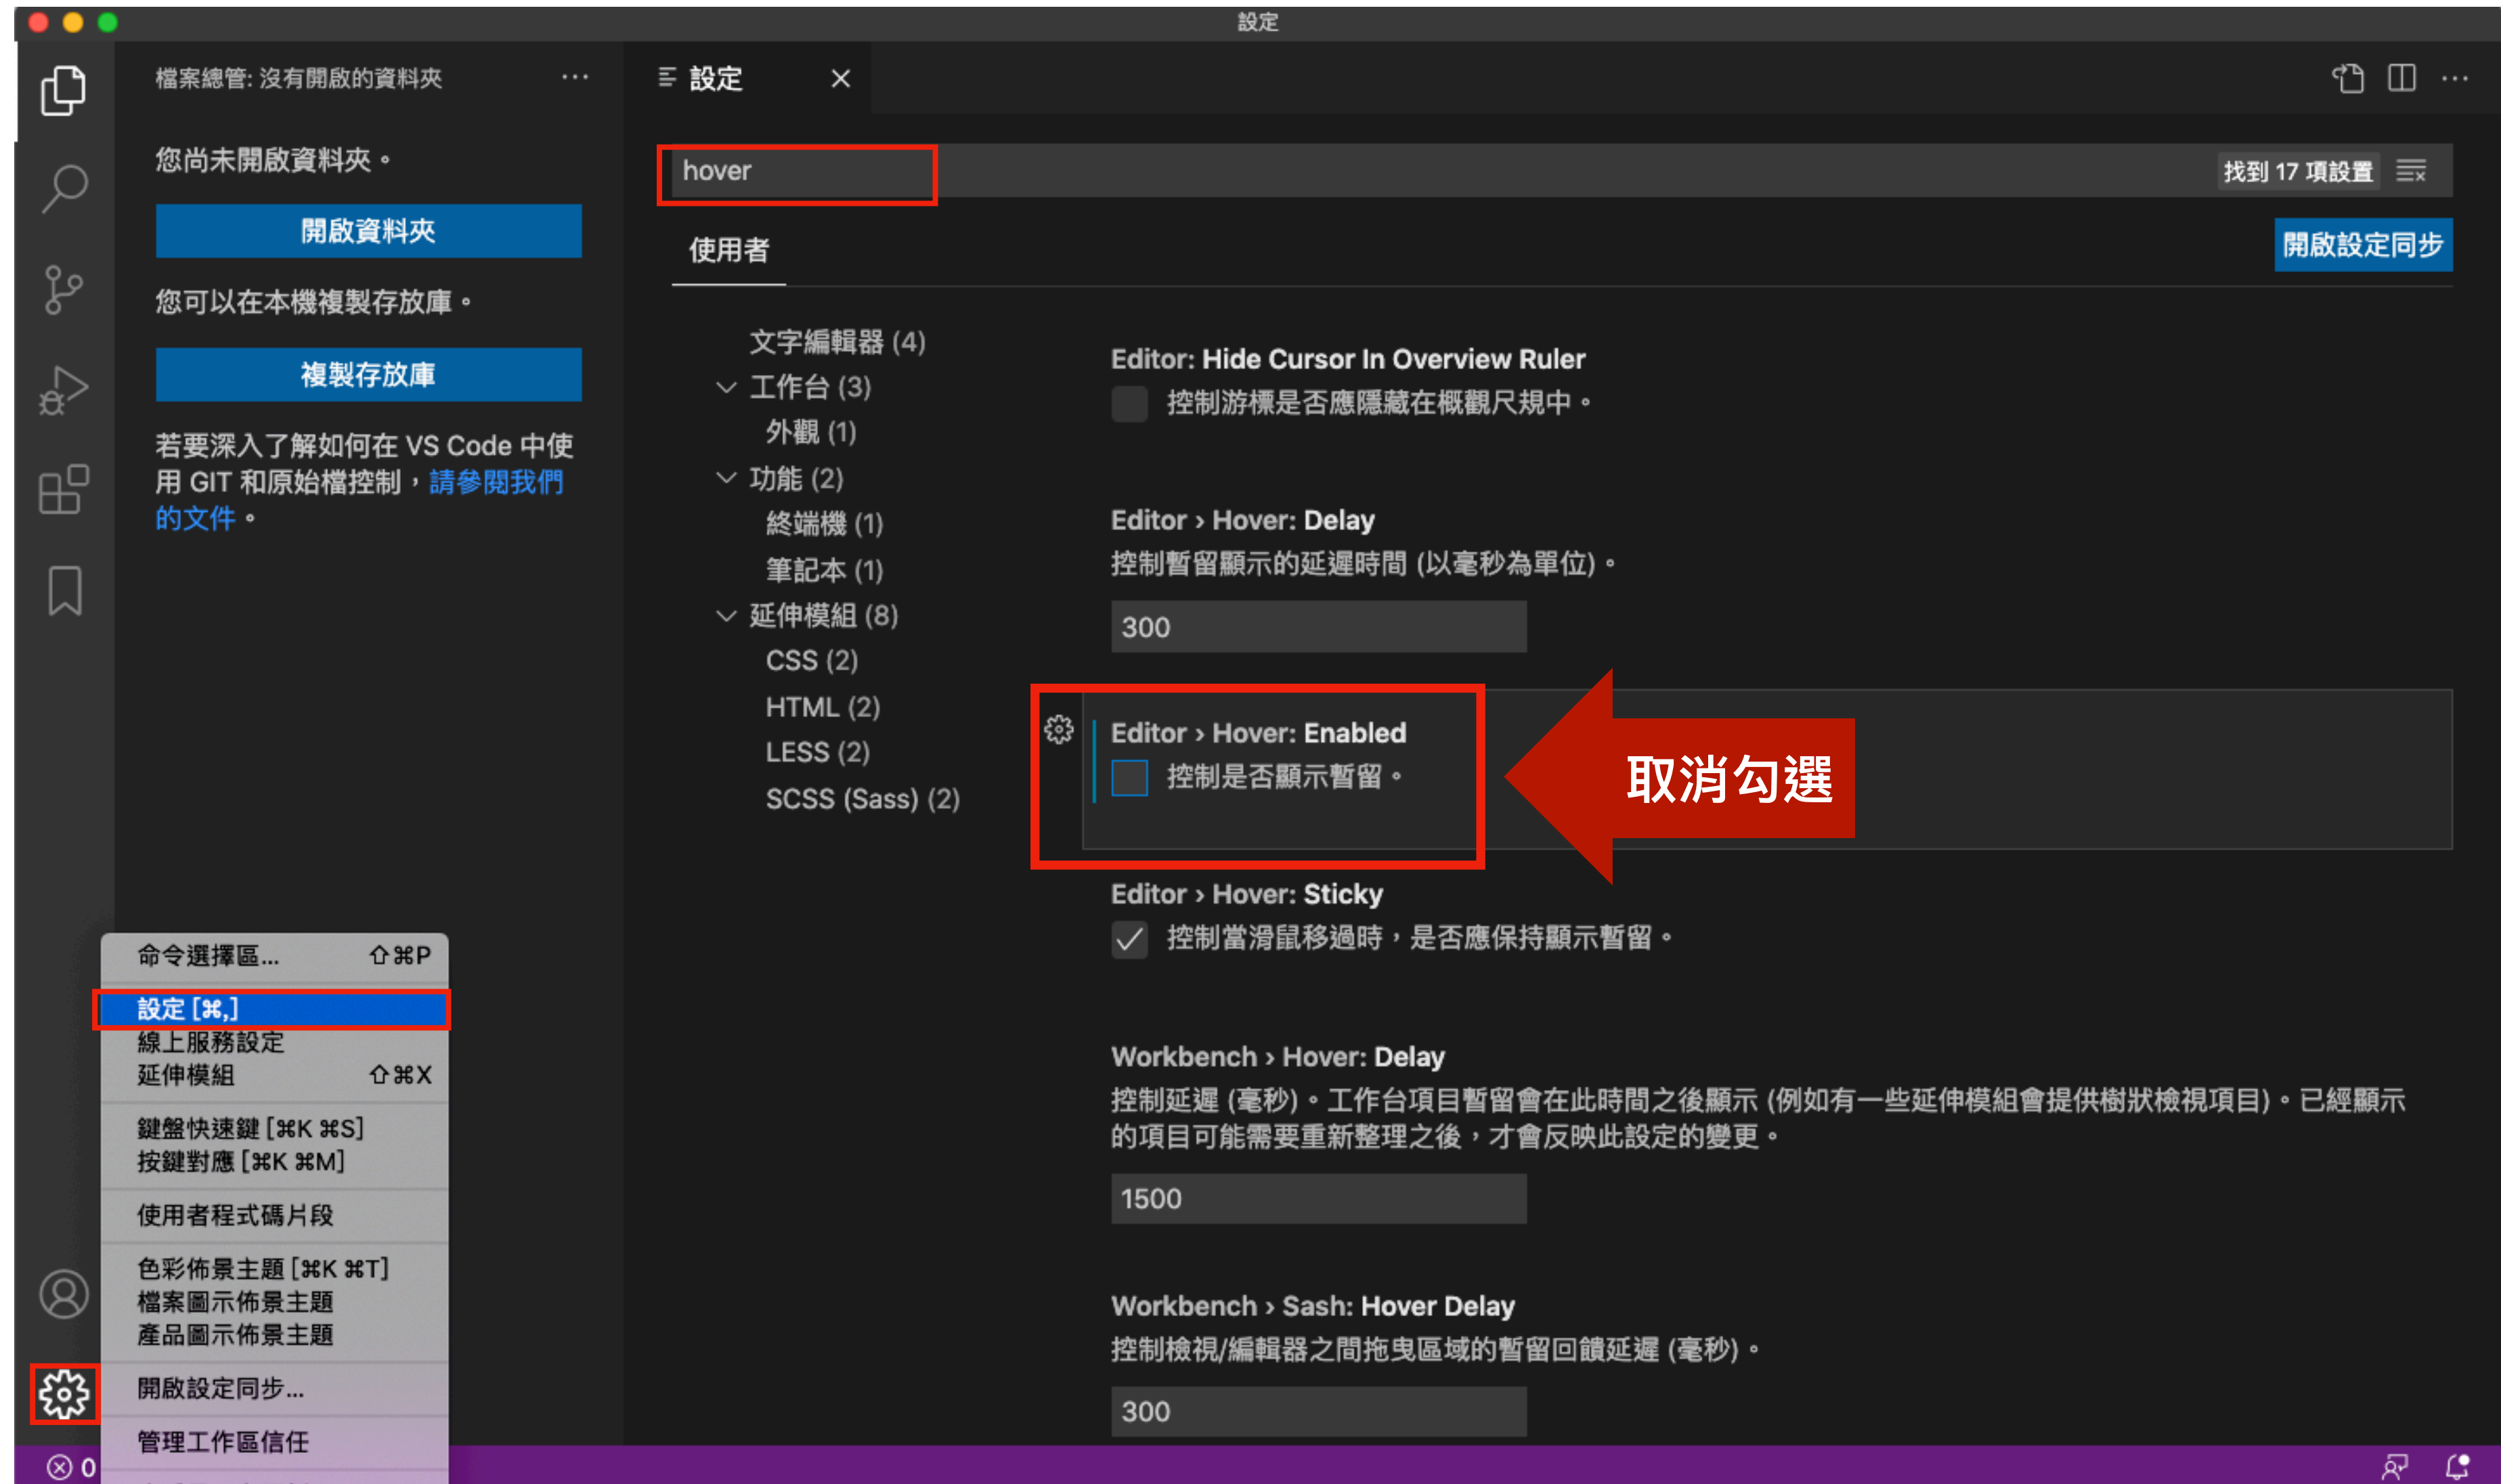 設定
檔案總管: 沒有開啟的資料夾
設定
您尚未開啟資料夾。
開啟資料夾
您可以在本機複製存放庫。
複製存放庫
若要深入了解如何在 VS Code 中使
用 GIT 和原始檔控制，請參閱我們
的文件。
hover
找到 17 項設置
使用者
開啟設定同步
文字編輯器 (4)
工作台 (3)
外觀 (1)
功能 (2)
終端機 (1)
筆記本 (1)
延伸模組 (8)
CSS (2)
HTML (2)
LESS (2)
SCSS (Sass) (2)
Editor: Hide Cursor In Overview Ruler
控制游標是否應隱藏在概觀尺規中。
Editor › Hover: Delay
控制暫留顯示的延遲時間 (以毫秒為單位)。
300
Editor › Hover: Enabled
控制是否顯示暫留。
取消勾選
Editor › Hover: Sticky
控制當滑鼠移過時，是否應保持顯示暫留。
Workbench › Hover: Delay
控制延遲 (毫秒)。工作台項目暫留會在此時間之後顯示 (例如有一些延伸模組會提供樹狀檢視項目)。已經顯示
的項目可能需要重新整理之後，才會反映此設定的變更。
1500
Workbench › Sash: Hover Delay
控制檢視/編輯器之間拖曳區域的暫留回饋延遲 (毫秒)。
300
命令選擇區... ⇧⌘P
設定 [⌘,]
線上服務設定
延伸模組 ⇧⌘X
鍵盤快速鍵 [⌘K ⌘S]
按鍵對應 [⌘K ⌘M]
使用者程式碼片段
色彩佈景主題 [⌘K ⌘T]
檔案圖示佈景主題
產品圖示佈景主題
開啟設定同步...
管理工作區信任
0